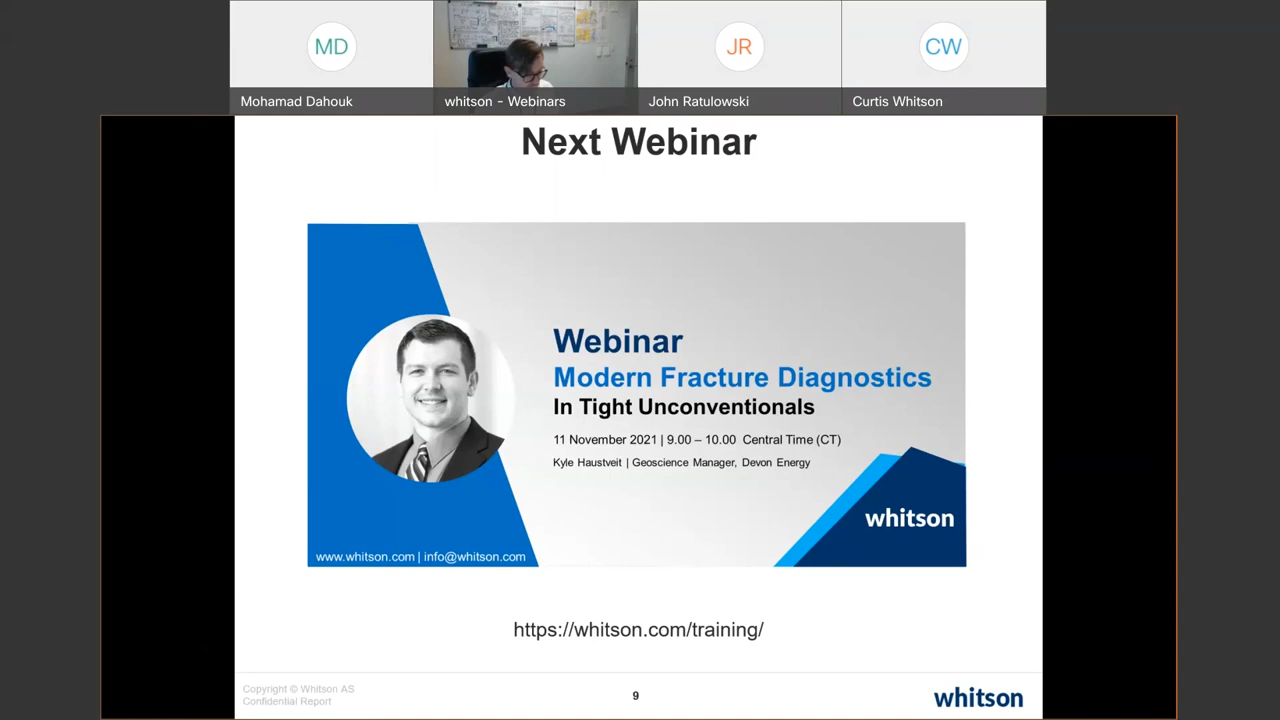 MD
JR
CW
Mohamad Dahouk
whitson - Webinars
John Ratulowski
Curtis Whitson
Next Webinar
Webinar
Modern Fracture Diagnostics
In Tight Unconventionals
11 November 2021 | 9.00 – 10.00 Central Time (CT)
Kyle Haustveit | Geoscience Manager, Devon Energy
whitson
www.whitson.com | info@whitson.com
https://whitson.com/training/
Copyright © Whitson AS
Confidential Report
9
whitson